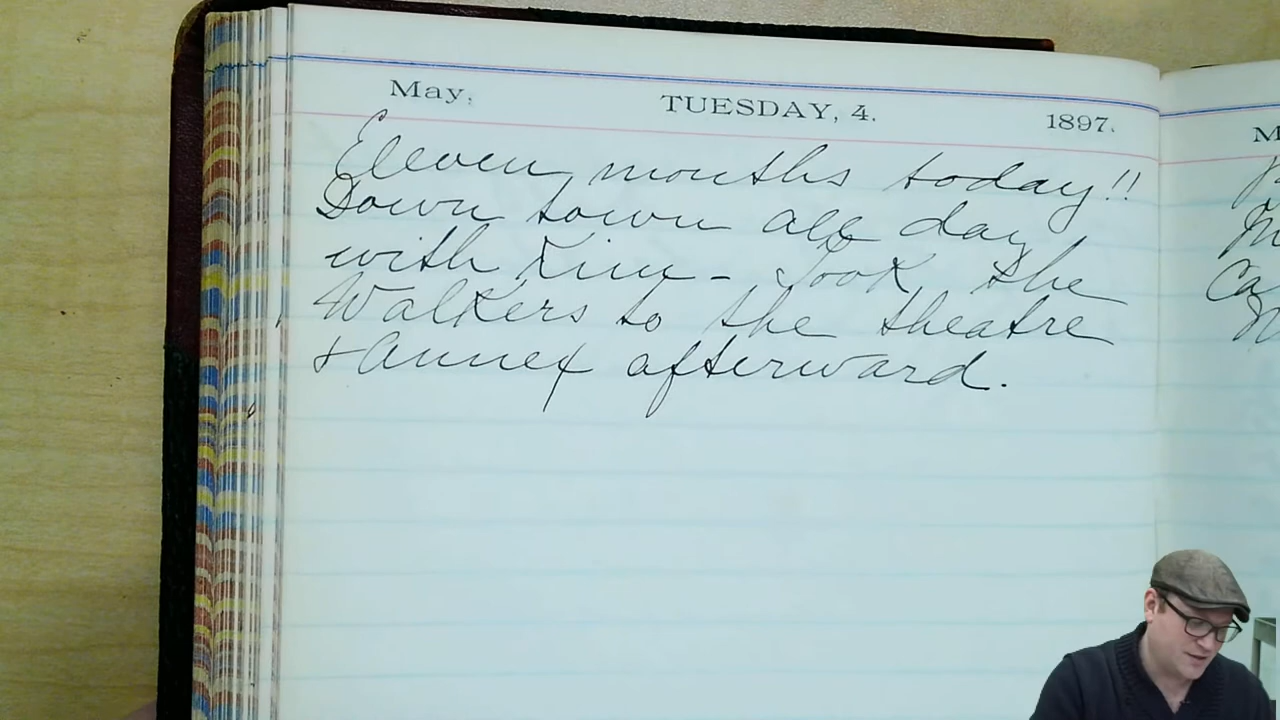 May, TUESDAY, 4. 1897.
Eleven months today!!
Down town all day
with Kim - Took the
Walkers to the theatre
& Annex afterward.
M
Ca